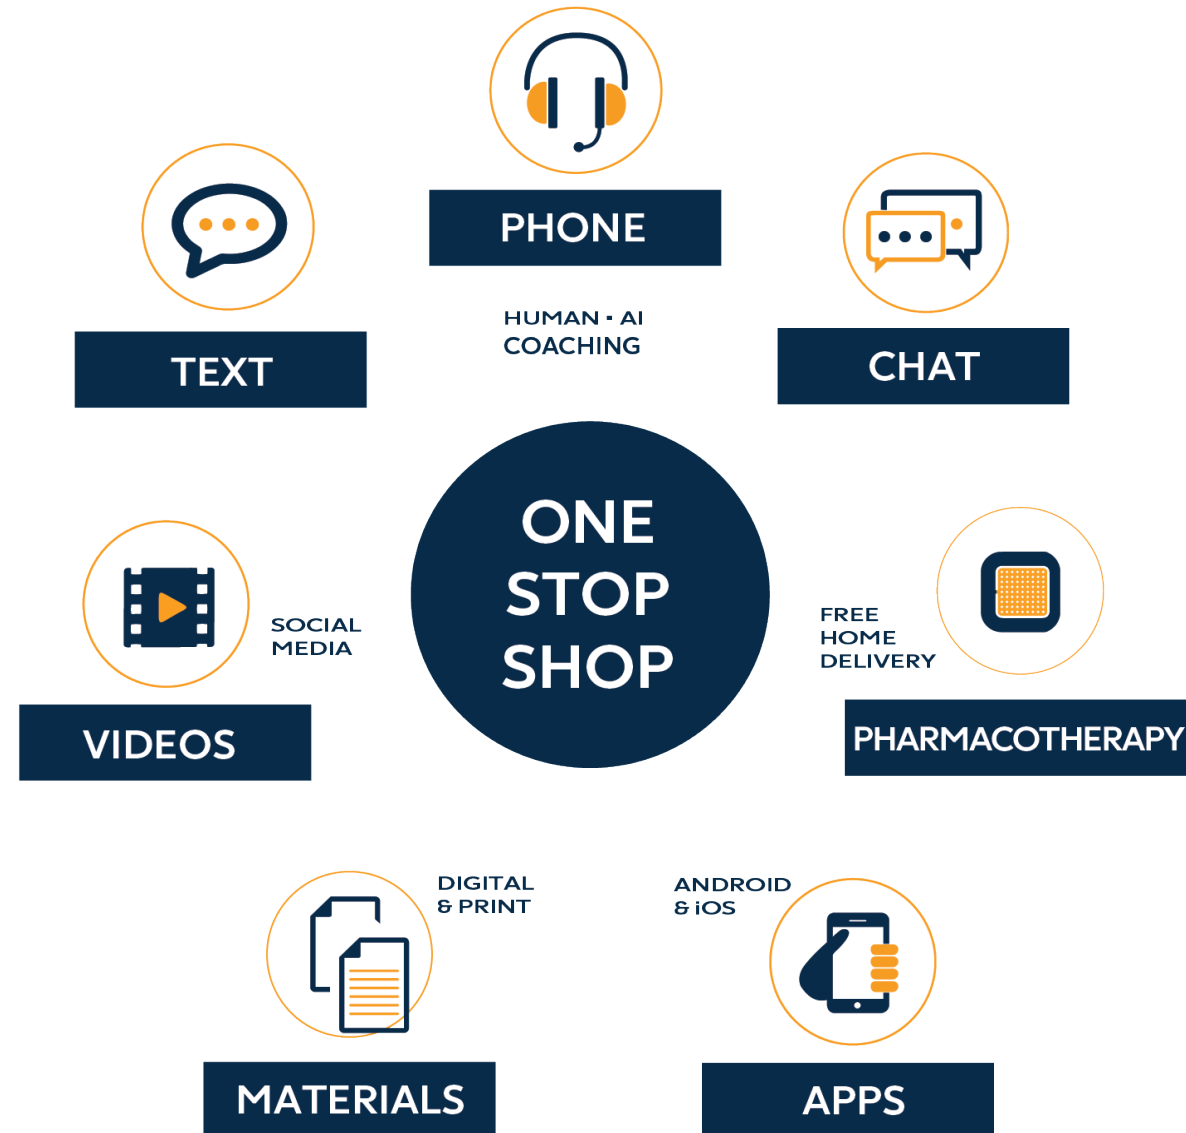 PHONE
HUMAN ▪ AI
COACHING
TEXT
CHAT
ONE
STOP
SHOP
SOCIAL
MEDIA
VIDEOS
FREE
HOME
DELIVERY
PHARMACOTHERAPY
DIGITAL
& PRINT
MATERIALS
ANDROID
& iOS
APPS